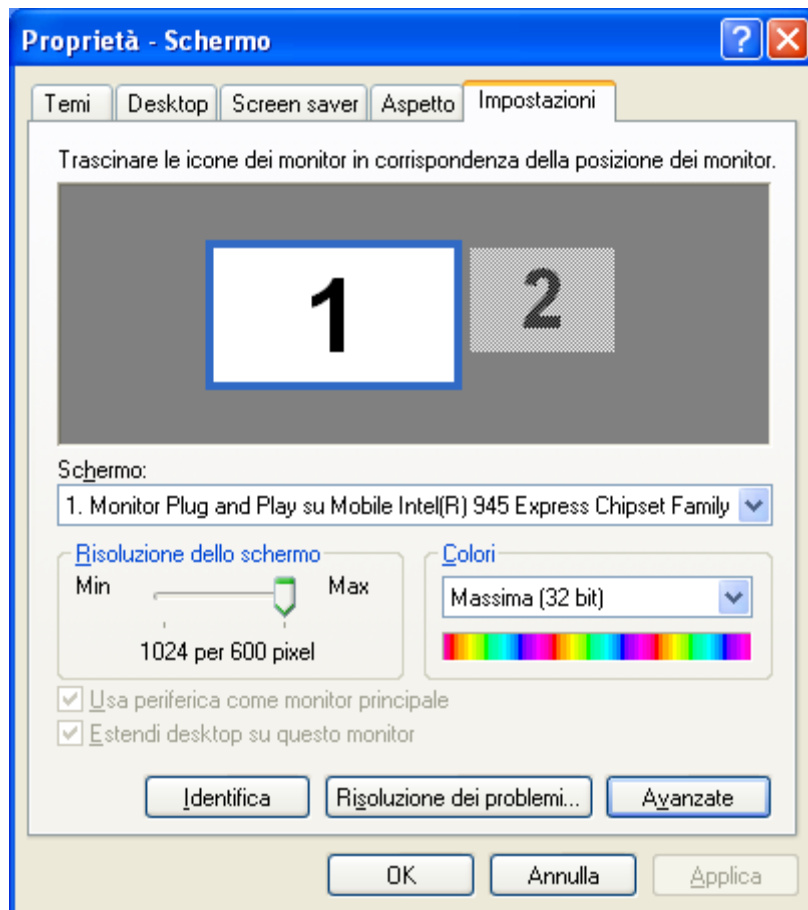 Proprietà - Schermo
Temi Desktop Screen saver Aspetto Impostazioni
Trascinare le icone dei monitor in corrispondenza della posizione dei monitor.
1 2
Schermo:
1. Monitor Plug and Play su Mobile Intel(R) 945 Express Chipset Family
Risoluzione dello schermo
Min Max
1024 per 600 pixel
Colori
Massima (32 bit)
Usa periferica come monitor principale
Estendi desktop su questo monitor
Identifica Risoluzione dei problemi... Avanzate
OK Annulla Applica